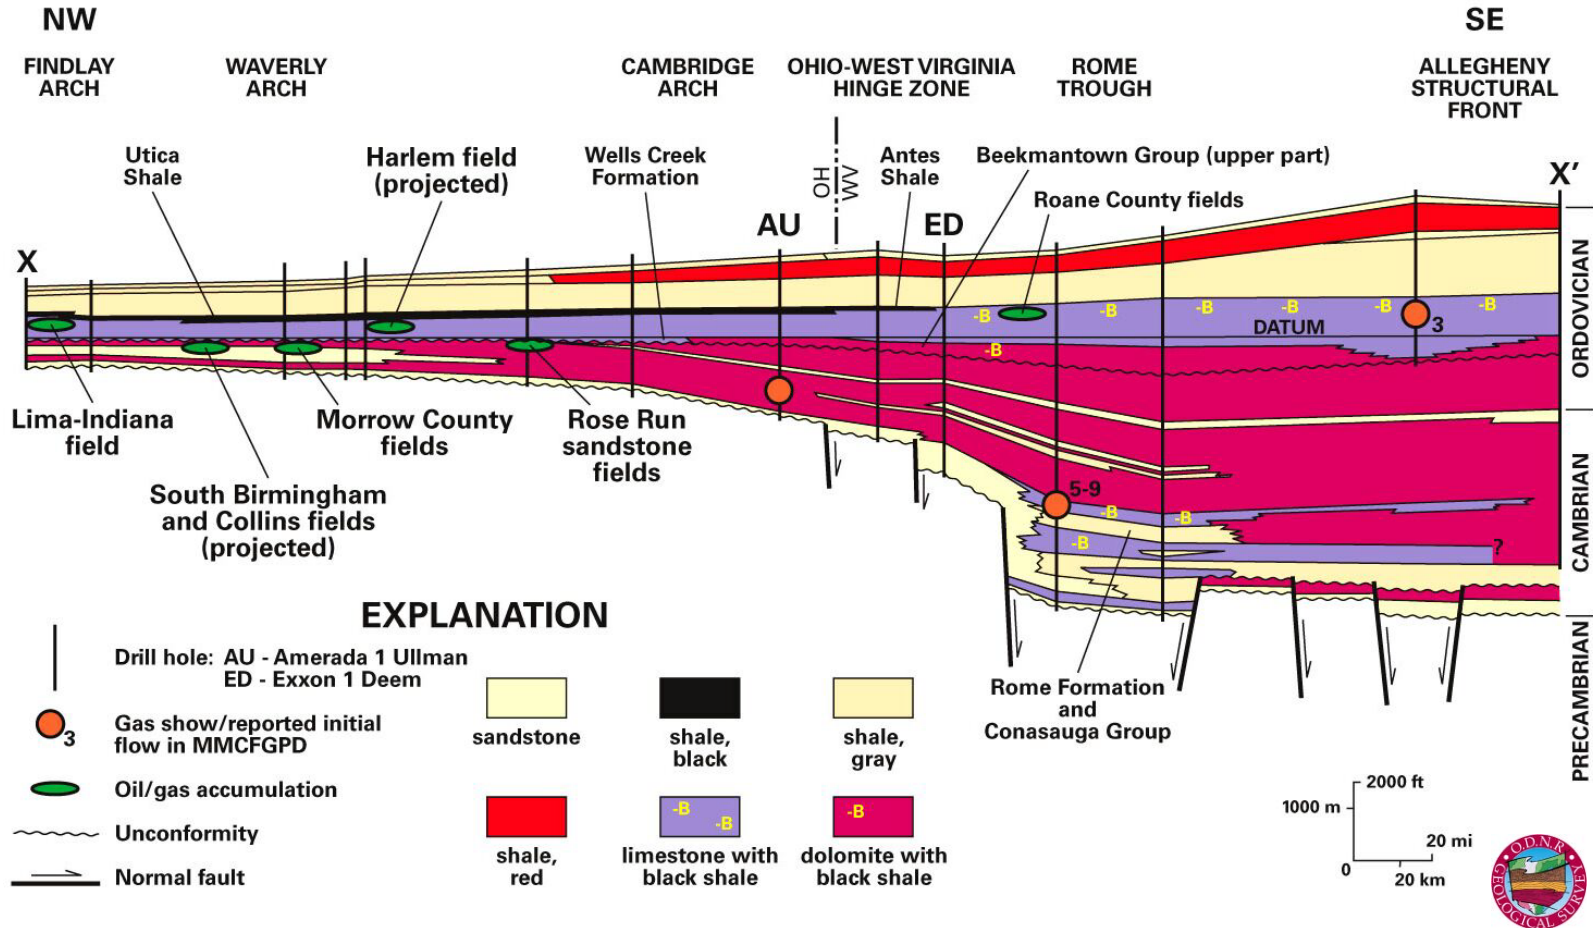 NW
SE
FINDLAY
ARCH
WAVERLY
ARCH
CAMBRIDGE
ARCH
OHIO-WEST VIRGINIA
HINGE ZONE
ROME
TROUGH
ALLEGHENY
STRUCTURAL
FRONT
Utica
Shale
Harlem field
(projected)
Wells Creek
Formation
OH
WV
Antes
Shale
Beekmantown Group (upper part)
Roane County fields
X
X′
AU
ED
-B
-B
-B
-B
-B
-B
3
DATUM
-B
ORDOVICIAN
Lima-Indiana
field
Morrow County
fields
Rose Run
sandstone
fields
South Birmingham
and Collins fields
(projected)
5-9
-B
-B
-B
?
CAMBRIAN
Rome Formation
and
Conasauga Group
PRECAMBRIAN
EXPLANATION
Drill hole: AU - Amerada 1 Ullman
ED - Exxon 1 Deem
3
Gas show/reported initial
flow in MMCFGPD
Oil/gas accumulation
Unconformity
Normal fault
sandstone
shale,
black
shale,
gray
shale,
red
-B
-B
limestone with
black shale
-B
dolomite with
black shale
2000 ft
1000 m
20 mi
0
20 km
O.D.N.R.
GEOLOGICAL SURVEY